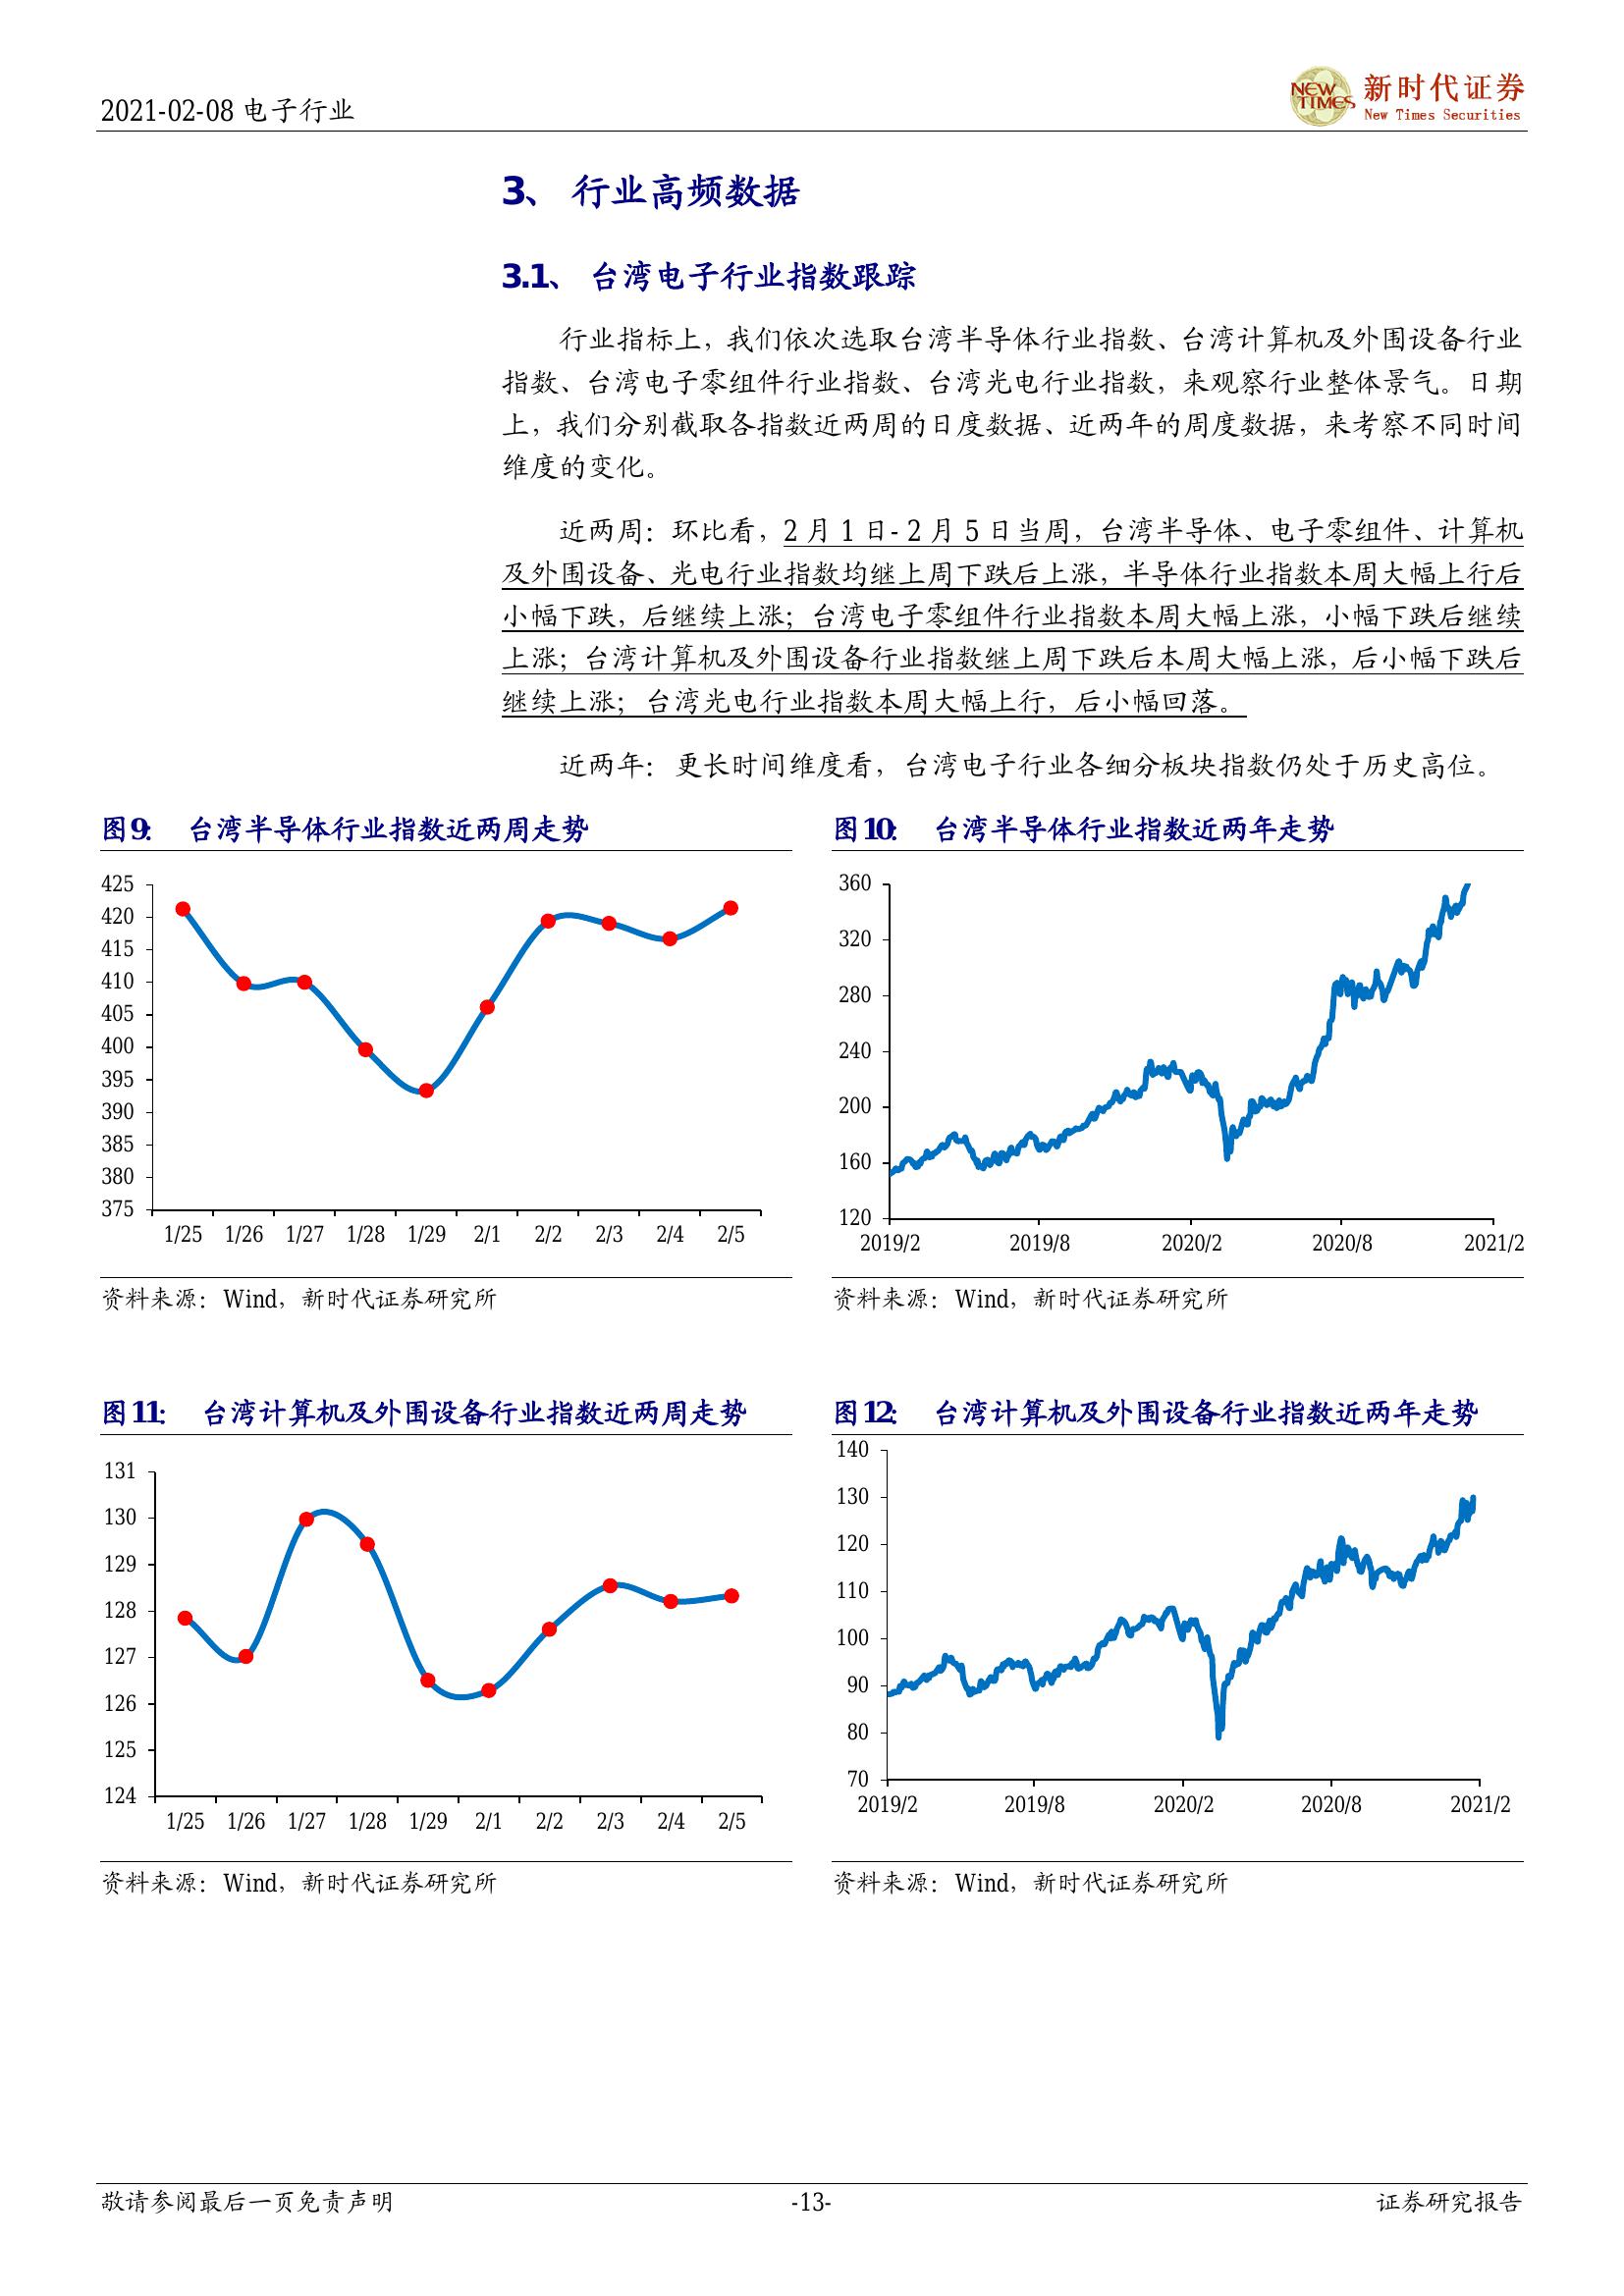 2021-02-08 电子行业
NEW TIMES
新时代证券
New Times Securities
3、 行业高频数据
3.1、 台湾电子行业指数跟踪
行业指标上，我们依次选取台湾半导体行业指数、台湾计算机及外围设备行业
指数、台湾电子零组件行业指数、台湾光电行业指数，来观察行业整体景气。日期
上，我们分别截取各指数近两周的日度数据、近两年的周度数据，来考察不同时间
维度的变化。
近两周：环比看，2 月 1 日- 2 月 5 日当周，台湾半导体、电子零组件、计算机
及外围设备、光电行业指数均继上周下跌后上涨，半导体行业指数本周大幅上行后
小幅下跌，后继续上涨；台湾电子零组件行业指数本周大幅上涨，小幅下跌后继续
上涨；台湾计算机及外围设备行业指数继上周下跌后本周大幅上涨，后小幅下跌后
继续上涨；台湾光电行业指数本周大幅上行，后小幅回落。
近两年：更长时间维度看，台湾电子行业各细分板块指数仍处于历史高位。
图9： 台湾半导体行业指数近两周走势
425
420
415
410
405
400
395
390
385
380
375
1/25 1/26 1/27 1/28 1/29 2/1 2/2 2/3 2/4 2/5
资料来源：Wind，新时代证券研究所
图10： 台湾半导体行业指数近两年走势
360
320
280
240
200
160
120
2019/2 2019/8 2020/2 2020/8 2021/2
资料来源：Wind，新时代证券研究所
图11： 台湾计算机及外围设备行业指数近两周走势
131
130
129
128
127
126
125
124
1/25 1/26 1/27 1/28 1/29 2/1 2/2 2/3 2/4 2/5
资料来源：Wind，新时代证券研究所
图12： 台湾计算机及外围设备行业指数近两年走势
140
130
120
110
100
90
80
70
2019/2 2019/8 2020/2 2020/8 2021/2
资料来源：Wind，新时代证券研究所
敬请参阅最后一页免责声明
-13-
证券研究报告